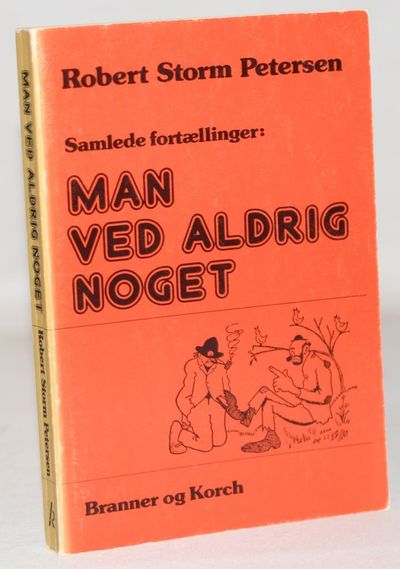 Robert Storm Petersen
Samlede fortællinger:
MAN
VED ALDRIG
NOGET
Branner og Korch
MAN VED ALDRIG NOGET
Robert Storm Petersen